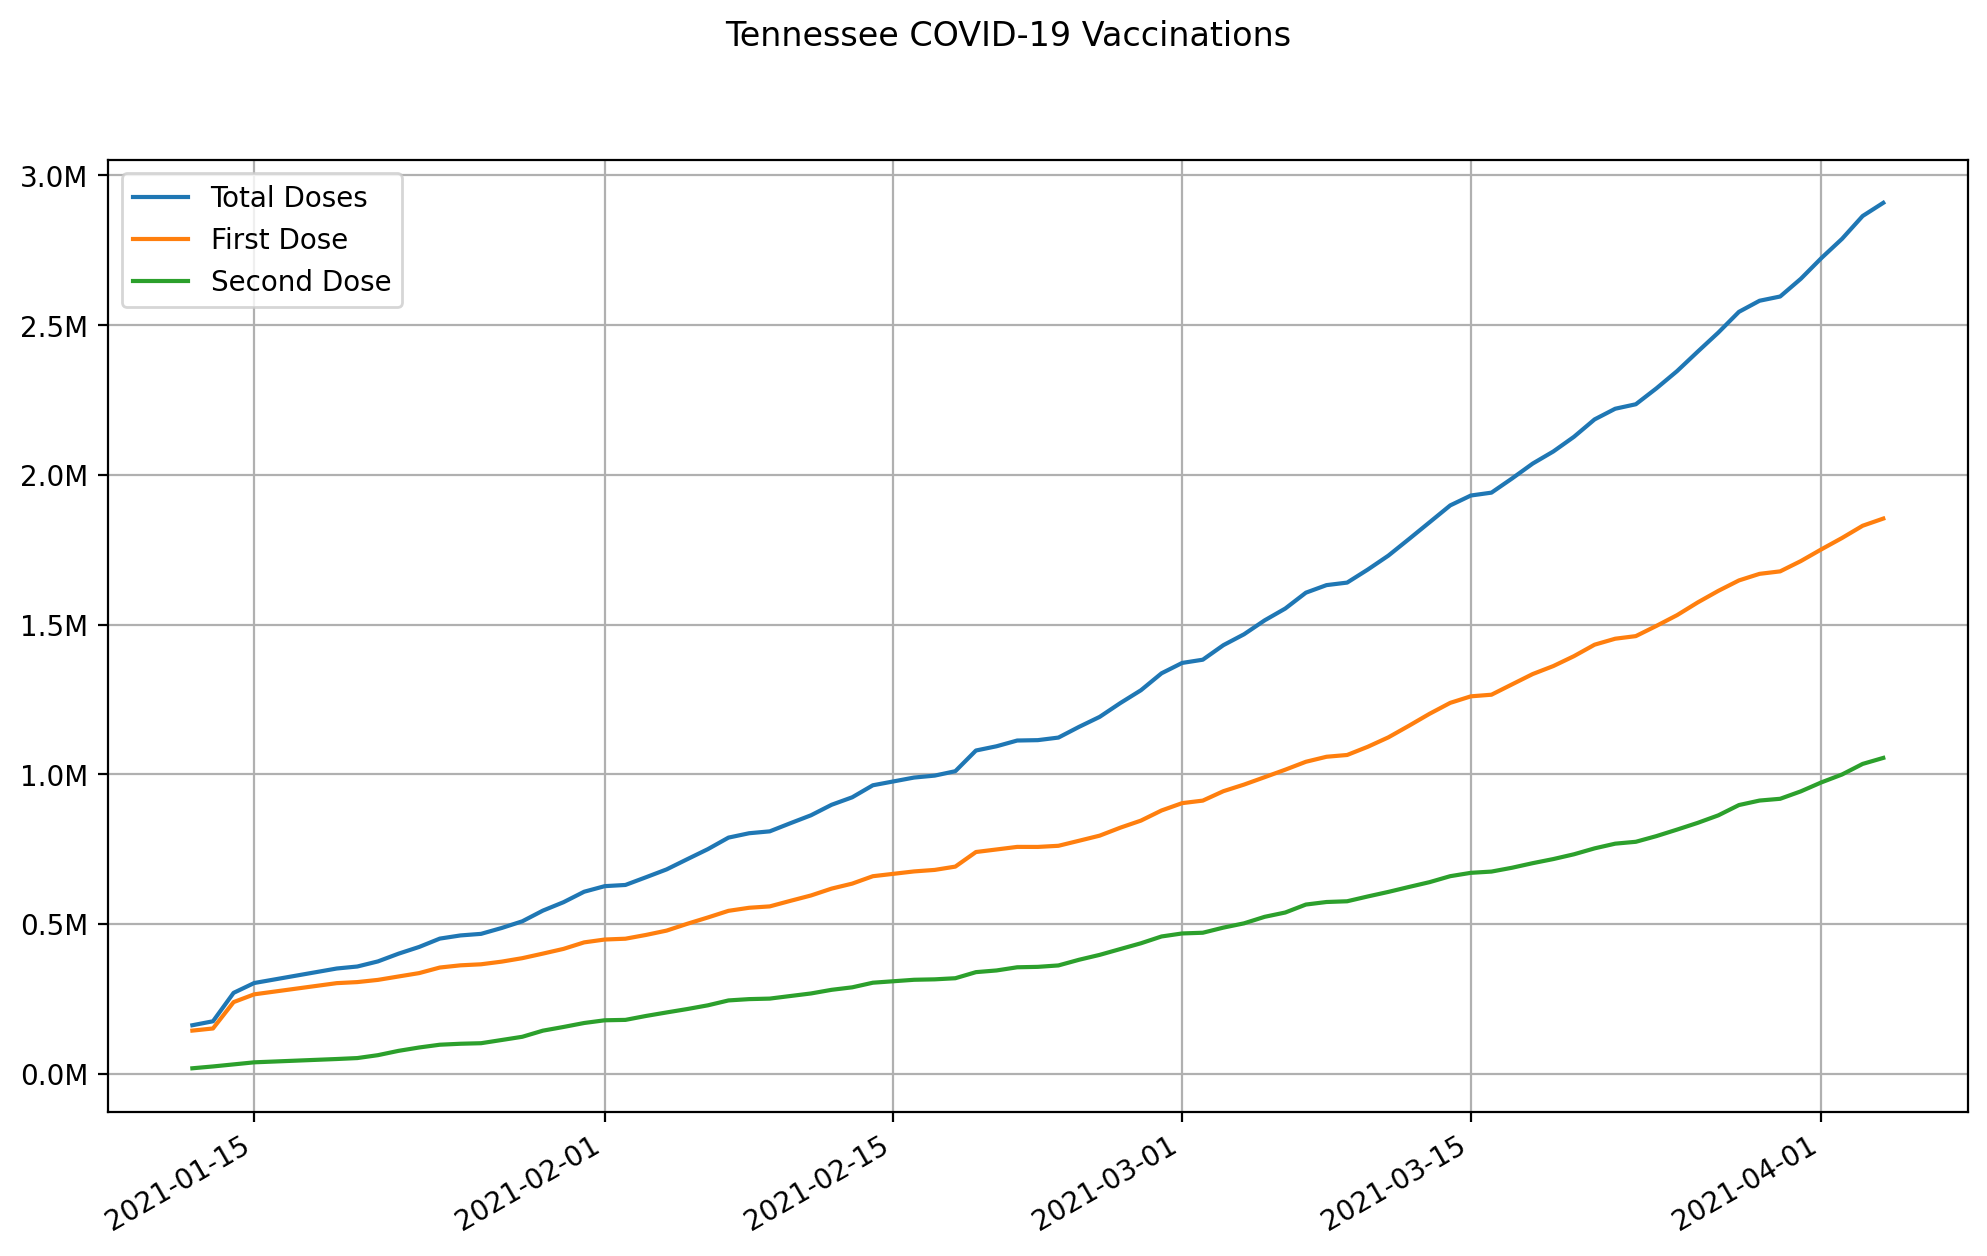 Tennessee COVID-19 Vaccinations
3.0M
2.5M
2.0M
1.5M
1.0M
0.5M
0.0M
Total Doses
First Dose
Second Dose
2021-01-15
2021-02-01
2021-02-15
2021-03-01
2021-03-15
2021-04-01